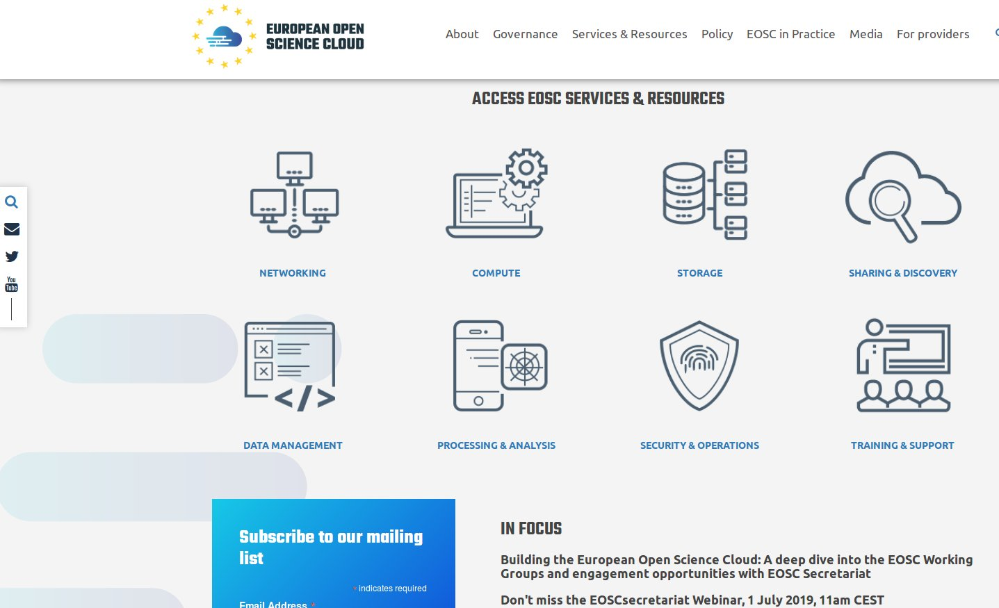 EUROPEAN OPEN
SCIENCE CLOUD
About Governance Services & Resources Policy EOSC in Practice Media For providers
ACCESS EOSC SERVICES & RESOURCES
NETWORKING COMPUTE STORAGE SHARING & DISCOVERY
You
Tube
DATA MANAGEMENT PROCESSING & ANALYSIS SECURITY & OPERATIONS TRAINING & SUPPORT
Subscribe to our mailing
list
* indicates required
Email Address *
IN FOCUS
Building the European Open Science Cloud: A deep dive into the EOSC Working
Groups and engagement opportunities with EOSC Secretariat
Don't miss the EOSCsecretariat Webinar, 1 July 2019, 11am CEST